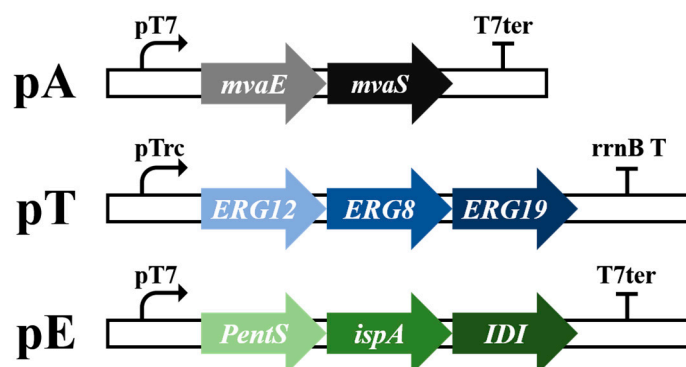 pT7 T7ter
pA mvaE mvaS
pTrc rrnB T
pT ERG12 ERG8 ERG19
pT7 T7ter
pE PentS ispA IDI